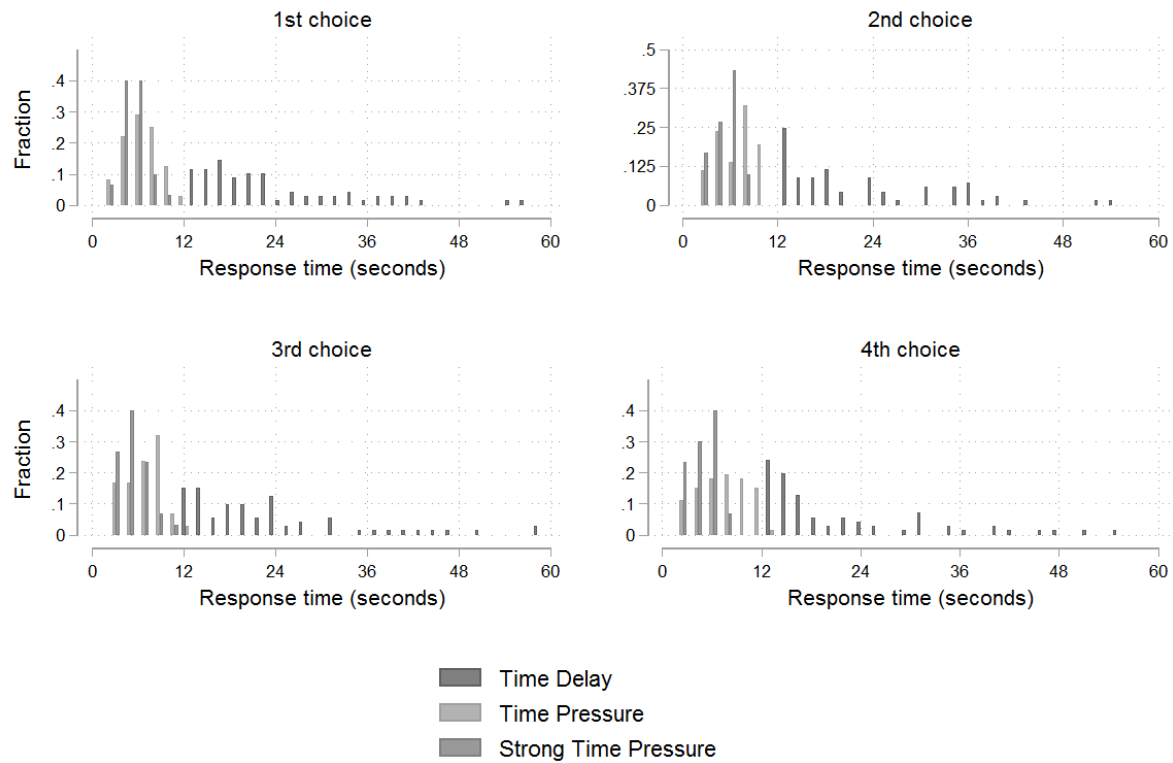 1st choice
.4
.3
.2
.1
0
Fraction
0 12 24 36 48 60
Response time (seconds)
2nd choice
.5
.375
.25
.125
0
0 12 24 36 48 60
Response time (seconds)
3rd choice
.4
.3
.2
.1
0
Fraction
0 12 24 36 48 60
Response time (seconds)
4th choice
.4
.3
.2
.1
0
0 12 24 36 48 60
Response time (seconds)
Time Delay
Time Pressure
Strong Time Pressure